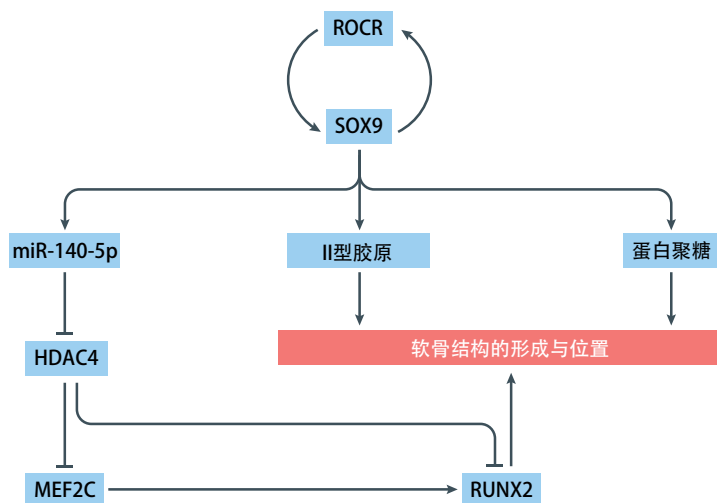 ROCR
SOX9
miR-140-5p
II型胶原
蛋白聚糖
HDAC4
软骨结构的形成与位置
MEF2C
RUNX2